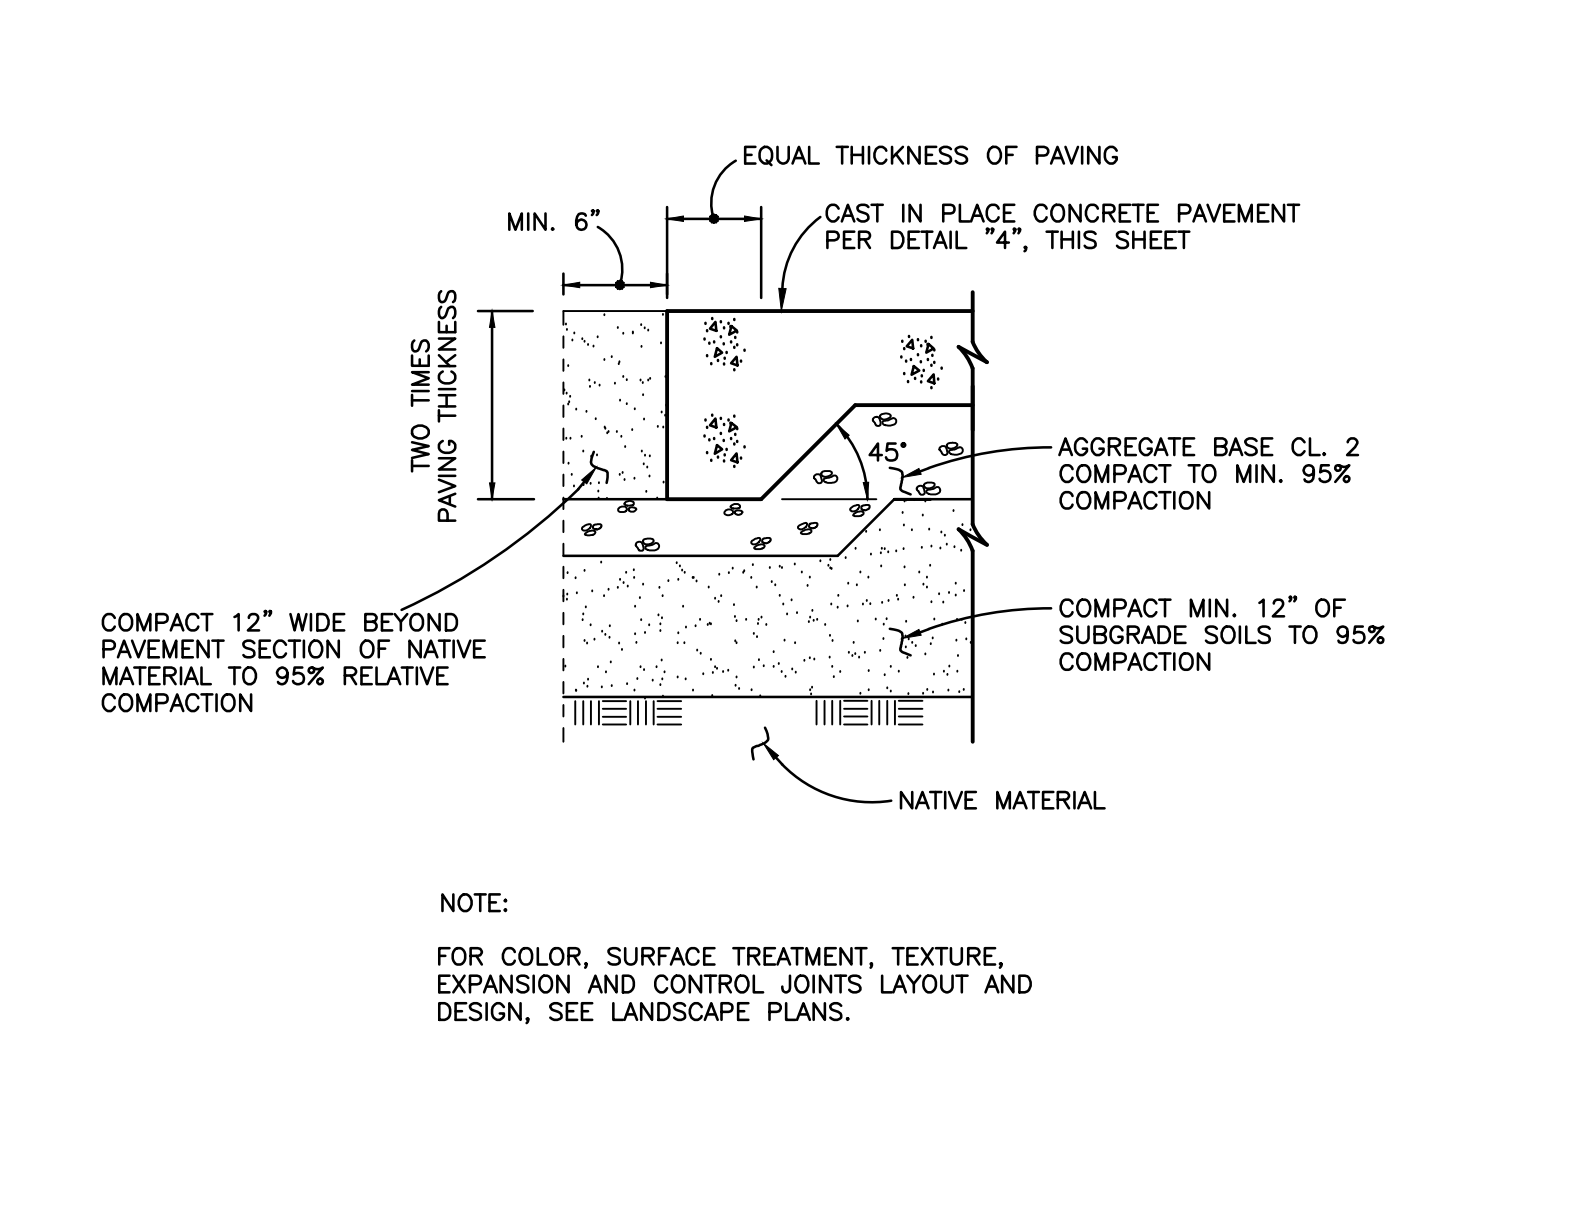 EQUAL THICKNESS OF PAVING
MIN. 6"
CAST IN PLACE CONCRETE PAVEMENT
PER DETAIL "4", THIS SHEET
TWO TIMES
PAVING THICKNESS
45°
AGGREGATE BASE CL. 2
COMPACT TO MIN. 95%
COMPACTION
COMPACT 12" WIDE BEYOND
PAVEMENT SECTION OF NATIVE
MATERIAL TO 95% RELATIVE
COMPACTION
COMPACT MIN. 12" OF
SUBGRADE SOILS TO 95%
COMPACTION
NATIVE MATERIAL
NOTE:
FOR COLOR, SURFACE TREATMENT, TEXTURE,
EXPANSION AND CONTROL JOINTS LAYOUT AND
DESIGN, SEE LANDSCAPE PLANS.